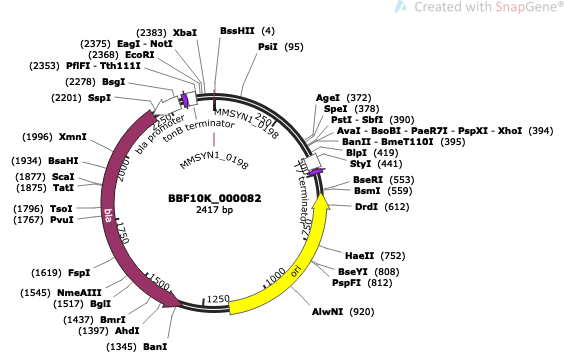 Created with SnapGene®
(2383) XbaI
BssHII (4)
(2375) EagI - NotI
PsiI (95)
(2368) EcoRI
(2353) PflFI - Tth111I
(2278) BsgI
(2201) SspI
AgeI (372)
SpeI (378)
PstI - SbfI (390)
AvaI - BsoBI - PaeR7I - PspXI - XhoI (394)
BanII - BmeT110I (395)
BlpI (419)
StyI (441)
(1996) XmnI
(1934) BsaHI
(1877) ScaI
(1875) TatI
(1796) TsoI
(1767) PvuI
BseRI (553)
BsmI (559)
DrdI (612)
HaeII (752)
BseYI (808)
PspFI (812)
AlwNI (920)
(1619) FspI
(1545) NmeAIII
(1517) BglI
(1437) BmrI
(1397) AhdI
(1345) BanI
MMSYN1_0198
bla promoter
tonB terminator
MMSYN1_0198
BBF10K_000082
2417 bp
terminator
bla
ori
250
500
750
1000
1250
1500
1750
2000
2250